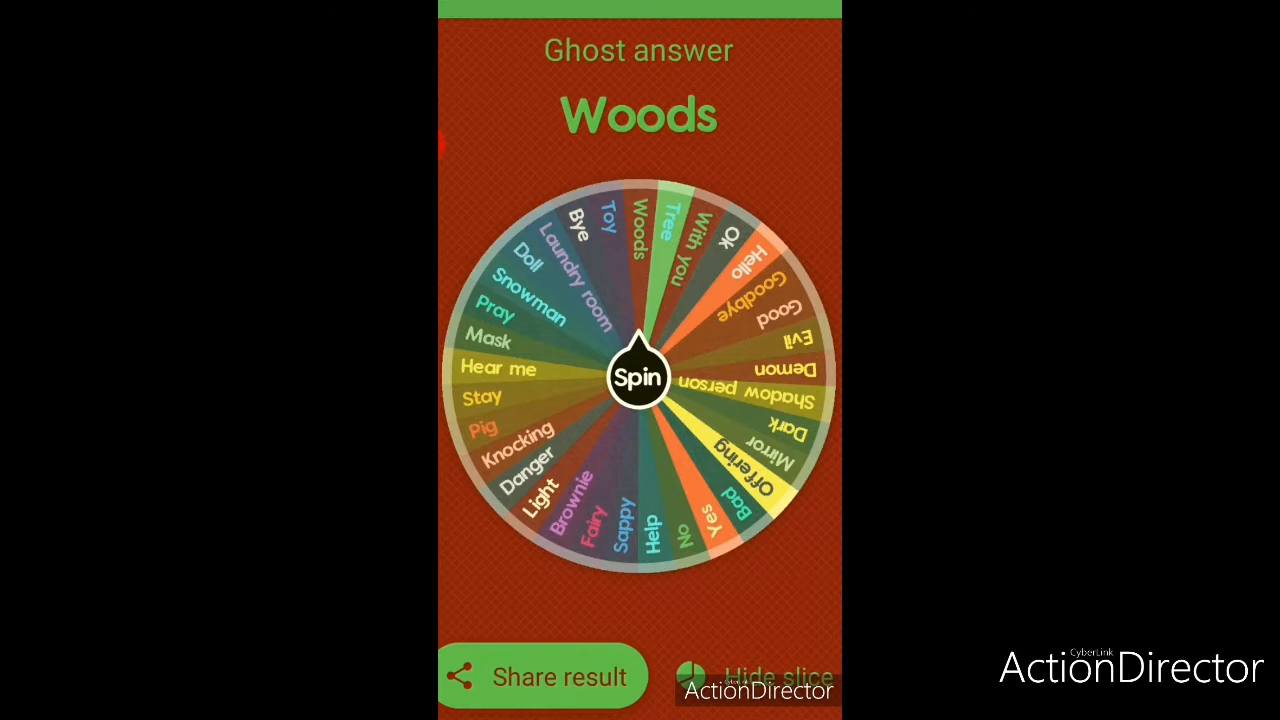 Ghost answer
Woods
Woods
Tree
With you
Ok
Hello
Goodbye
Good
Evil
Demon
Shadow person
Dark
Mirror
Offering
Bad
Yes
No
Help
Sappy
Fairy
Brownie
Light
Danger
Knocking
Pig
Stay
Hear me
Mask
Pray
Snowman
Doll
Laundry room
Bye
Toy
Spin
Share result
Hide slice
CyberLink
ActionDirector
CyberLink
ActionDirector